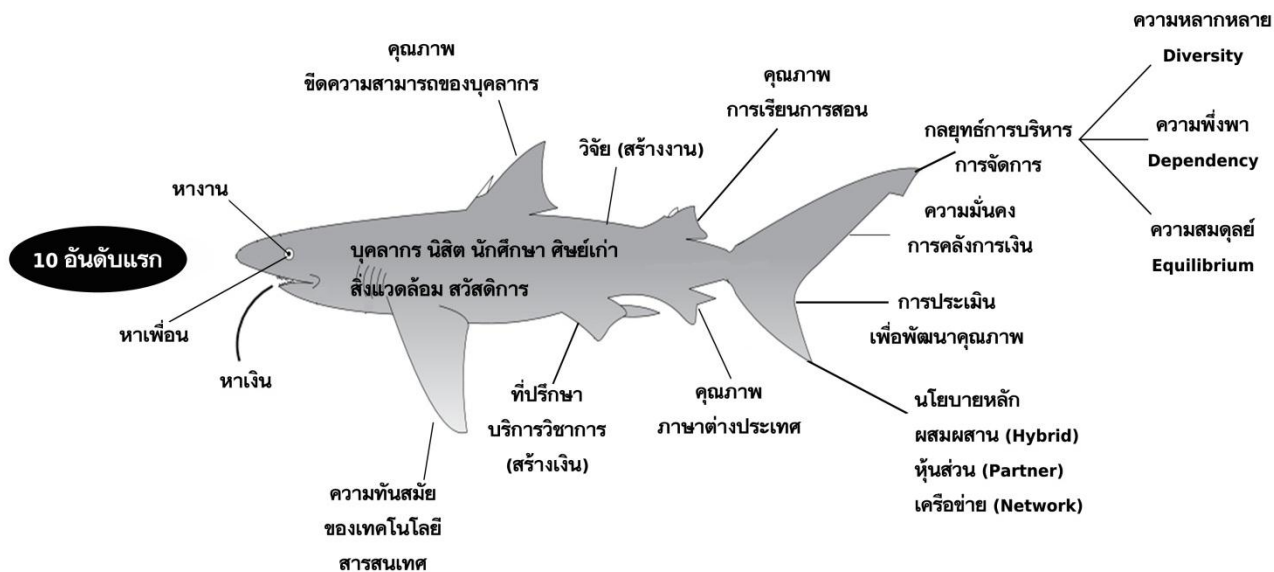 10 อันดับแรก
หางาน
หาเพื่อน
หาเงิน
คุณภาพ
ขีดความสามารถของบุคลากร
วิจัย (สร้างงาน)
คุณภาพ
การเรียนการสอน
บุคลากร นิสิต นักศึกษา ศิษย์เก่า
สิ่งแวดล้อม สวัสดิการ
ความทันสมัย
ของเทคโนโลยี
สารสนเทศ
ที่ปรึกษา
บริการวิชาการ
(สร้างเงิน)
คุณภาพ
ภาษาต่างประเทศ
กลยุทธ์การบริหาร
การจัดการ
ความมั่นคง
การคลังการเงิน
การประเมิน
เพื่อพัฒนาคุณภาพ
นโยบายหลัก
ผสมผสาน (Hybrid)
หุ้นส่วน (Partner)
เครือข่าย (Network)
ความหลากหลาย
Diversity
ความพึ่งพา
Dependency
ความสมดุลย์
Equilibrium